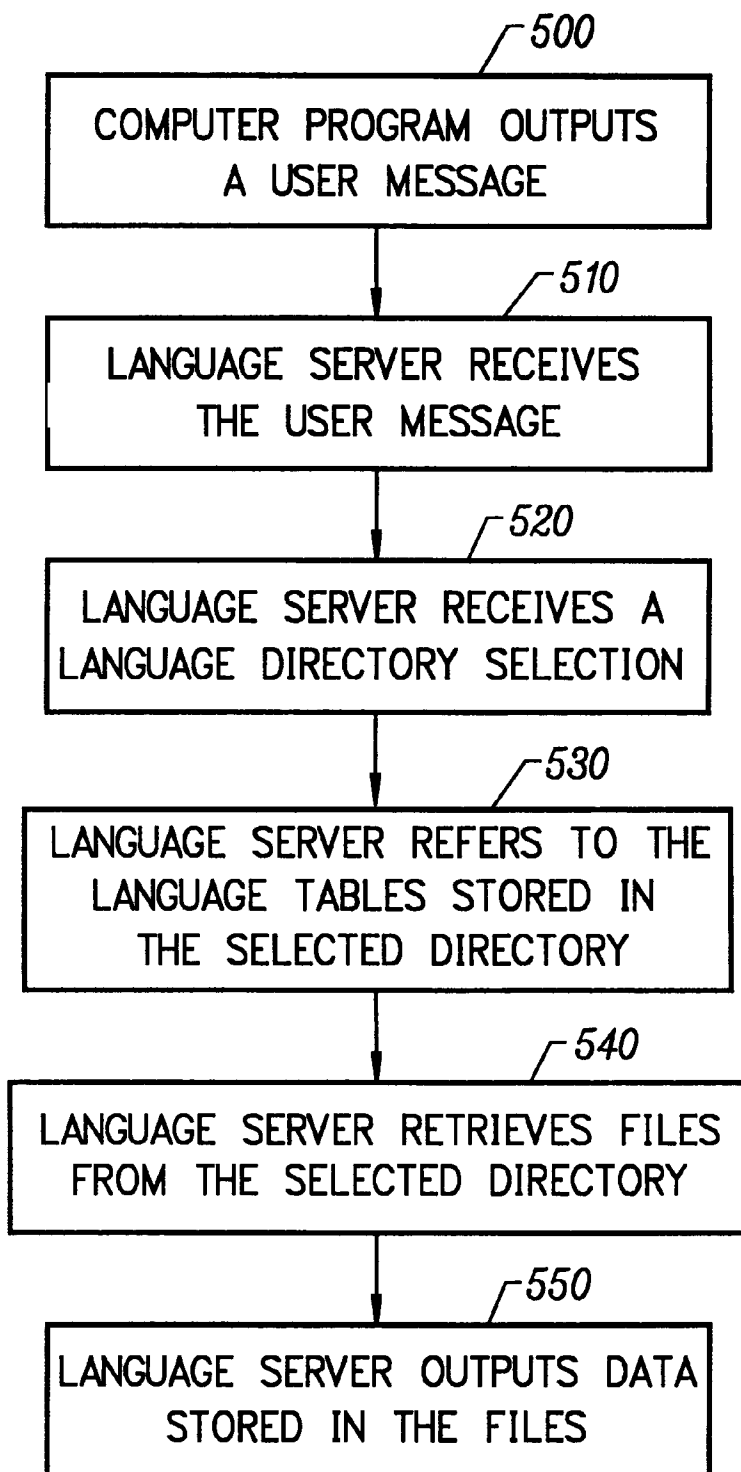 500
COMPUTER PROGRAM OUTPUTS
A USER MESSAGE
510
LANGUAGE SERVER RECEIVES
THE USER MESSAGE
520
LANGUAGE SERVER RECEIVES A
LANGUAGE DIRECTORY SELECTION
530
LANGUAGE SERVER REFERS TO THE
LANGUAGE TABLES STORED IN
THE SELECTED DIRECTORY
540
LANGUAGE SERVER RETRIEVES FILES
FROM THE SELECTED DIRECTORY
550
LANGUAGE SERVER OUTPUTS DATA
STORED IN THE FILES